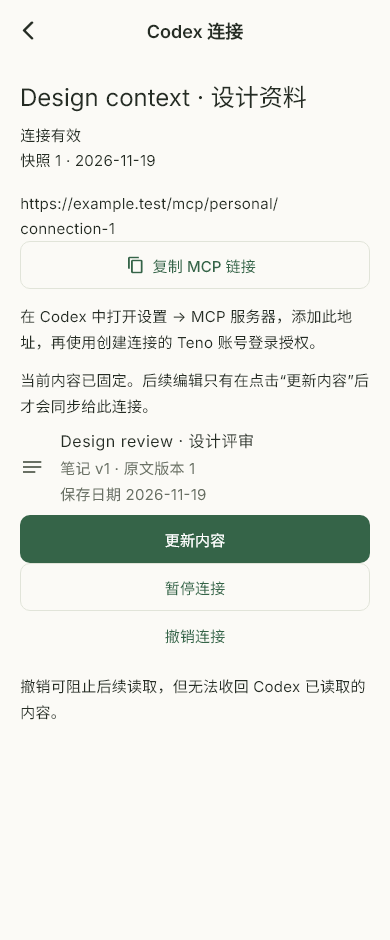 Codex 连接
Design context · 设计资料
连接有效
快照 1 · 2026-11-19
https://example.test/mcp/personal/
connection-1
复制 MCP 链接
在 Codex 中打开设置 → MCP 服务器，添加此地
址，再使用创建连接的 Teno 账号登录授权。
当前内容已固定。后续编辑只有在点击“更新内容”后
才会同步给此连接。
Design review · 设计评审
笔记 v1 · 原文版本 1
保存日期 2026-11-19
更新内容
暂停连接
撤销连接
撤销可阻止后续读取，但无法收回 Codex 已读取的
内容。